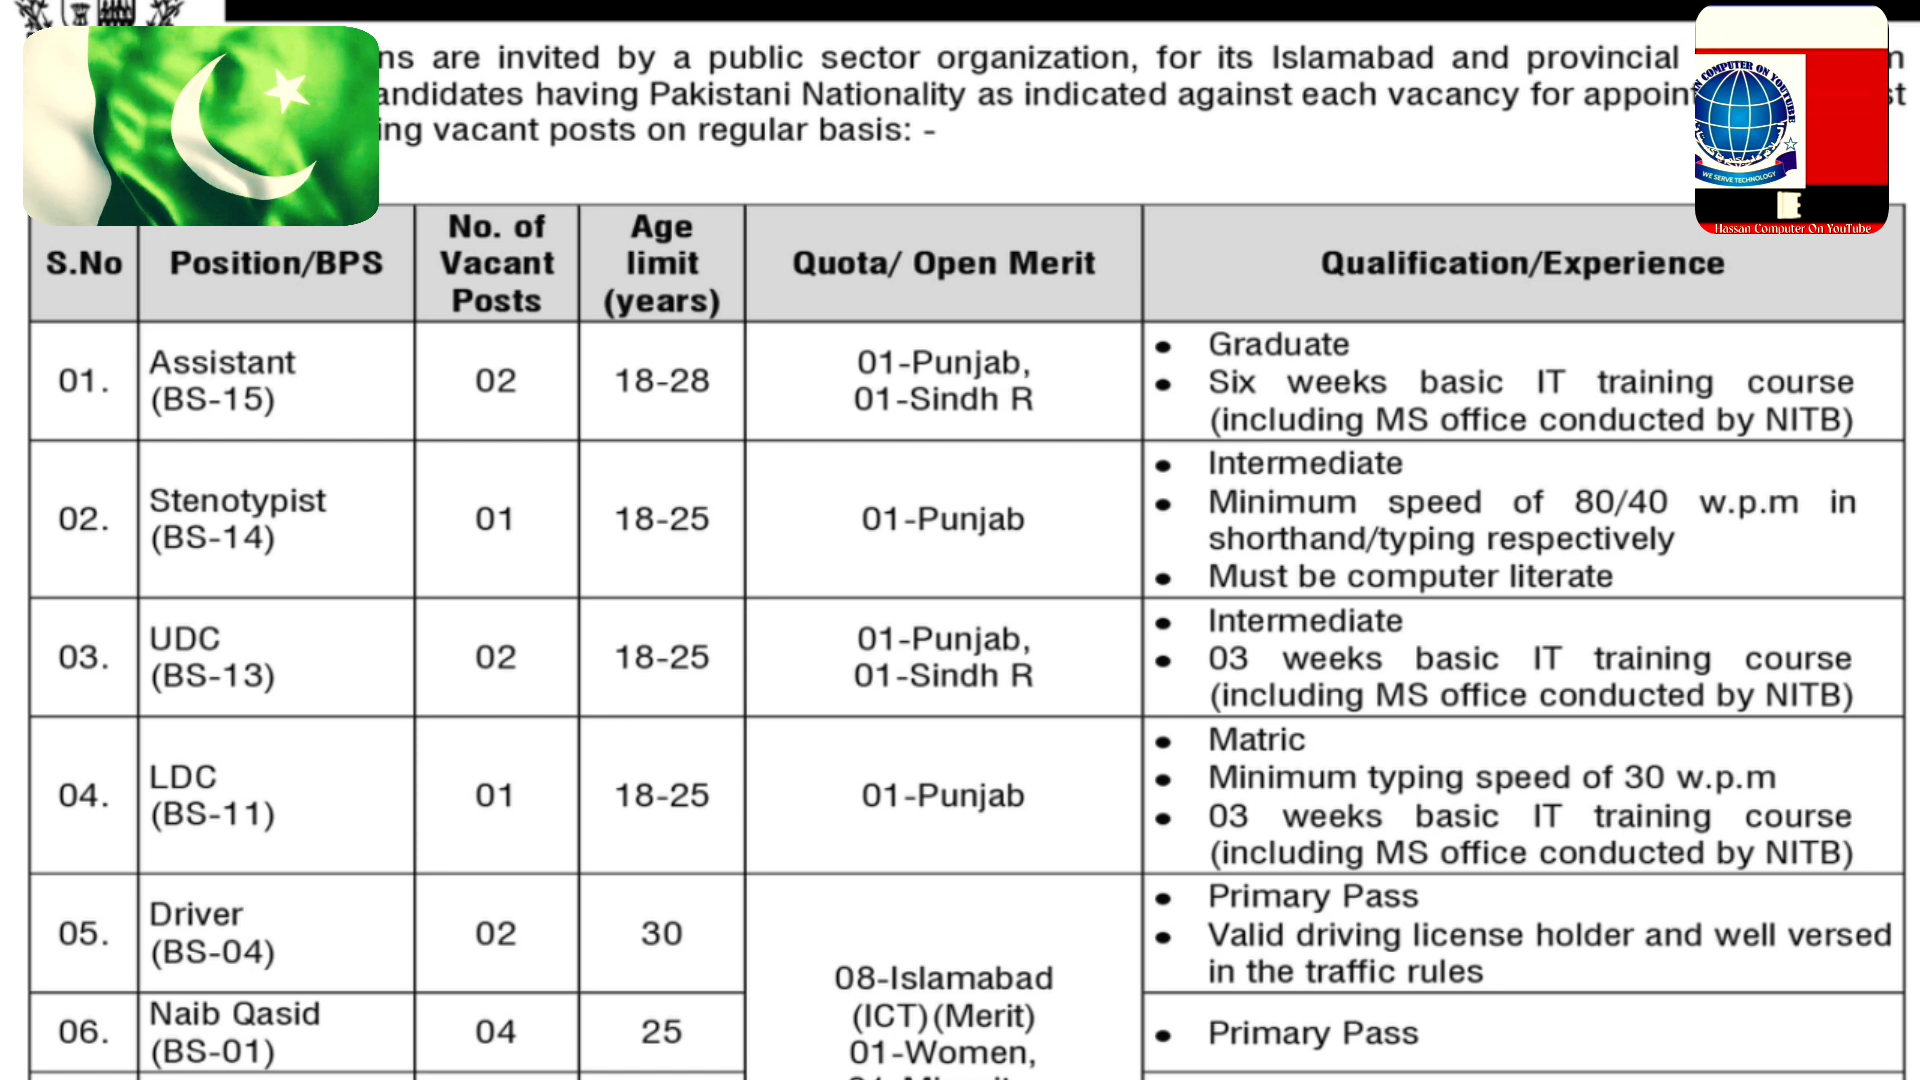 ns are invited by a public sector organization, for its Islamabad and provincial
andidates having Pakistani Nationality as indicated against each vacancy for appoin
ing vacant posts on regular basis: -
COMPUTER ON YOUTUBE
WE SERVE TECHNOLOGY
Hassan Computer On YouTube
S.No Position/BPS No. of Vacant Posts Age limit (years) Quota/ Open Merit Qualification/Experience
01. Assistant (BS-15) 02 18-28 01-Punjab, 01-Sindh R
• Graduate
• Six weeks basic IT training course
(including MS office conducted by NITB)
02. Stenotypist (BS-14) 01 18-25 01-Punjab
• Intermediate
• Minimum speed of 80/40 w.p.m in
shorthand/typing respectively
• Must be computer literate
03. UDC (BS-13) 02 18-25 01-Punjab, 01-Sindh R
• Intermediate
• 03 weeks basic IT training course
(including MS office conducted by NITB)
04. LDC (BS-11) 01 18-25 01-Punjab
• Matric
• Minimum typing speed of 30 w.p.m
• 03 weeks basic IT training course
(including MS office conducted by NITB)
05. Driver (BS-04) 02 30
• Primary Pass
• Valid driving license holder and well versed
in the traffic rules
06. Naib Qasid (BS-01) 04 25
• Primary Pass
08-Islamabad
(ICT)(Merit)
01-Women,